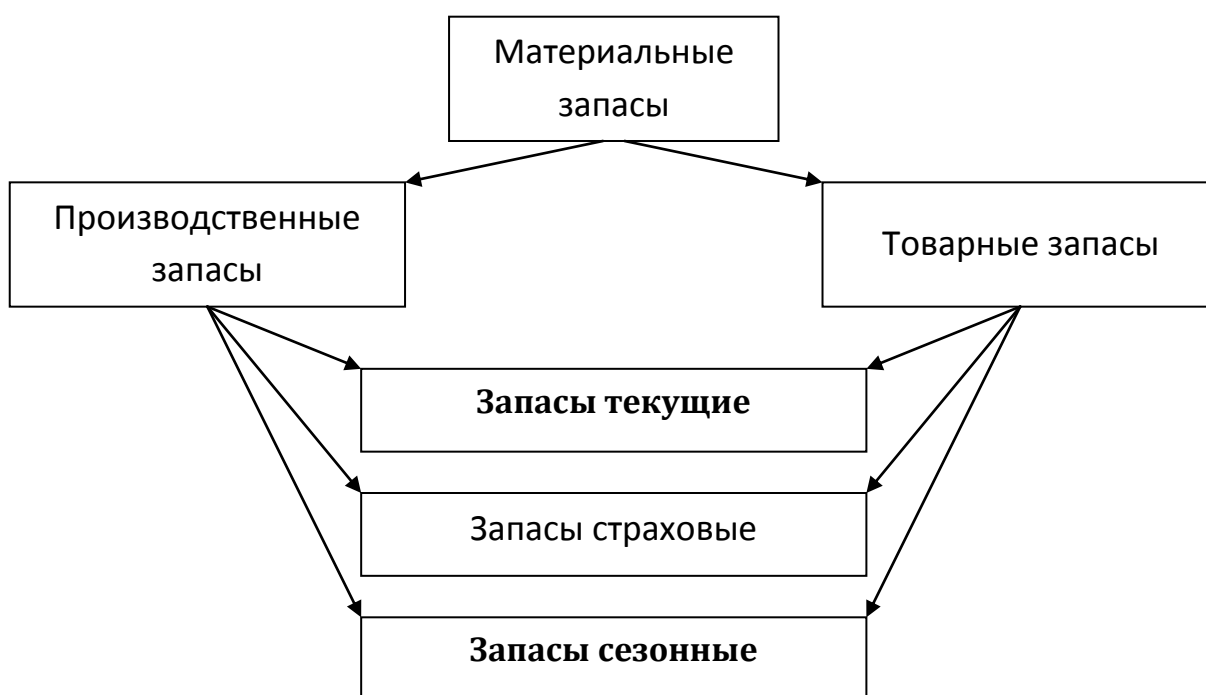 Материальные
запасы
Производственные
запасы
Товарные запасы
Запасы текущие
Запасы страховые
Запасы сезонные